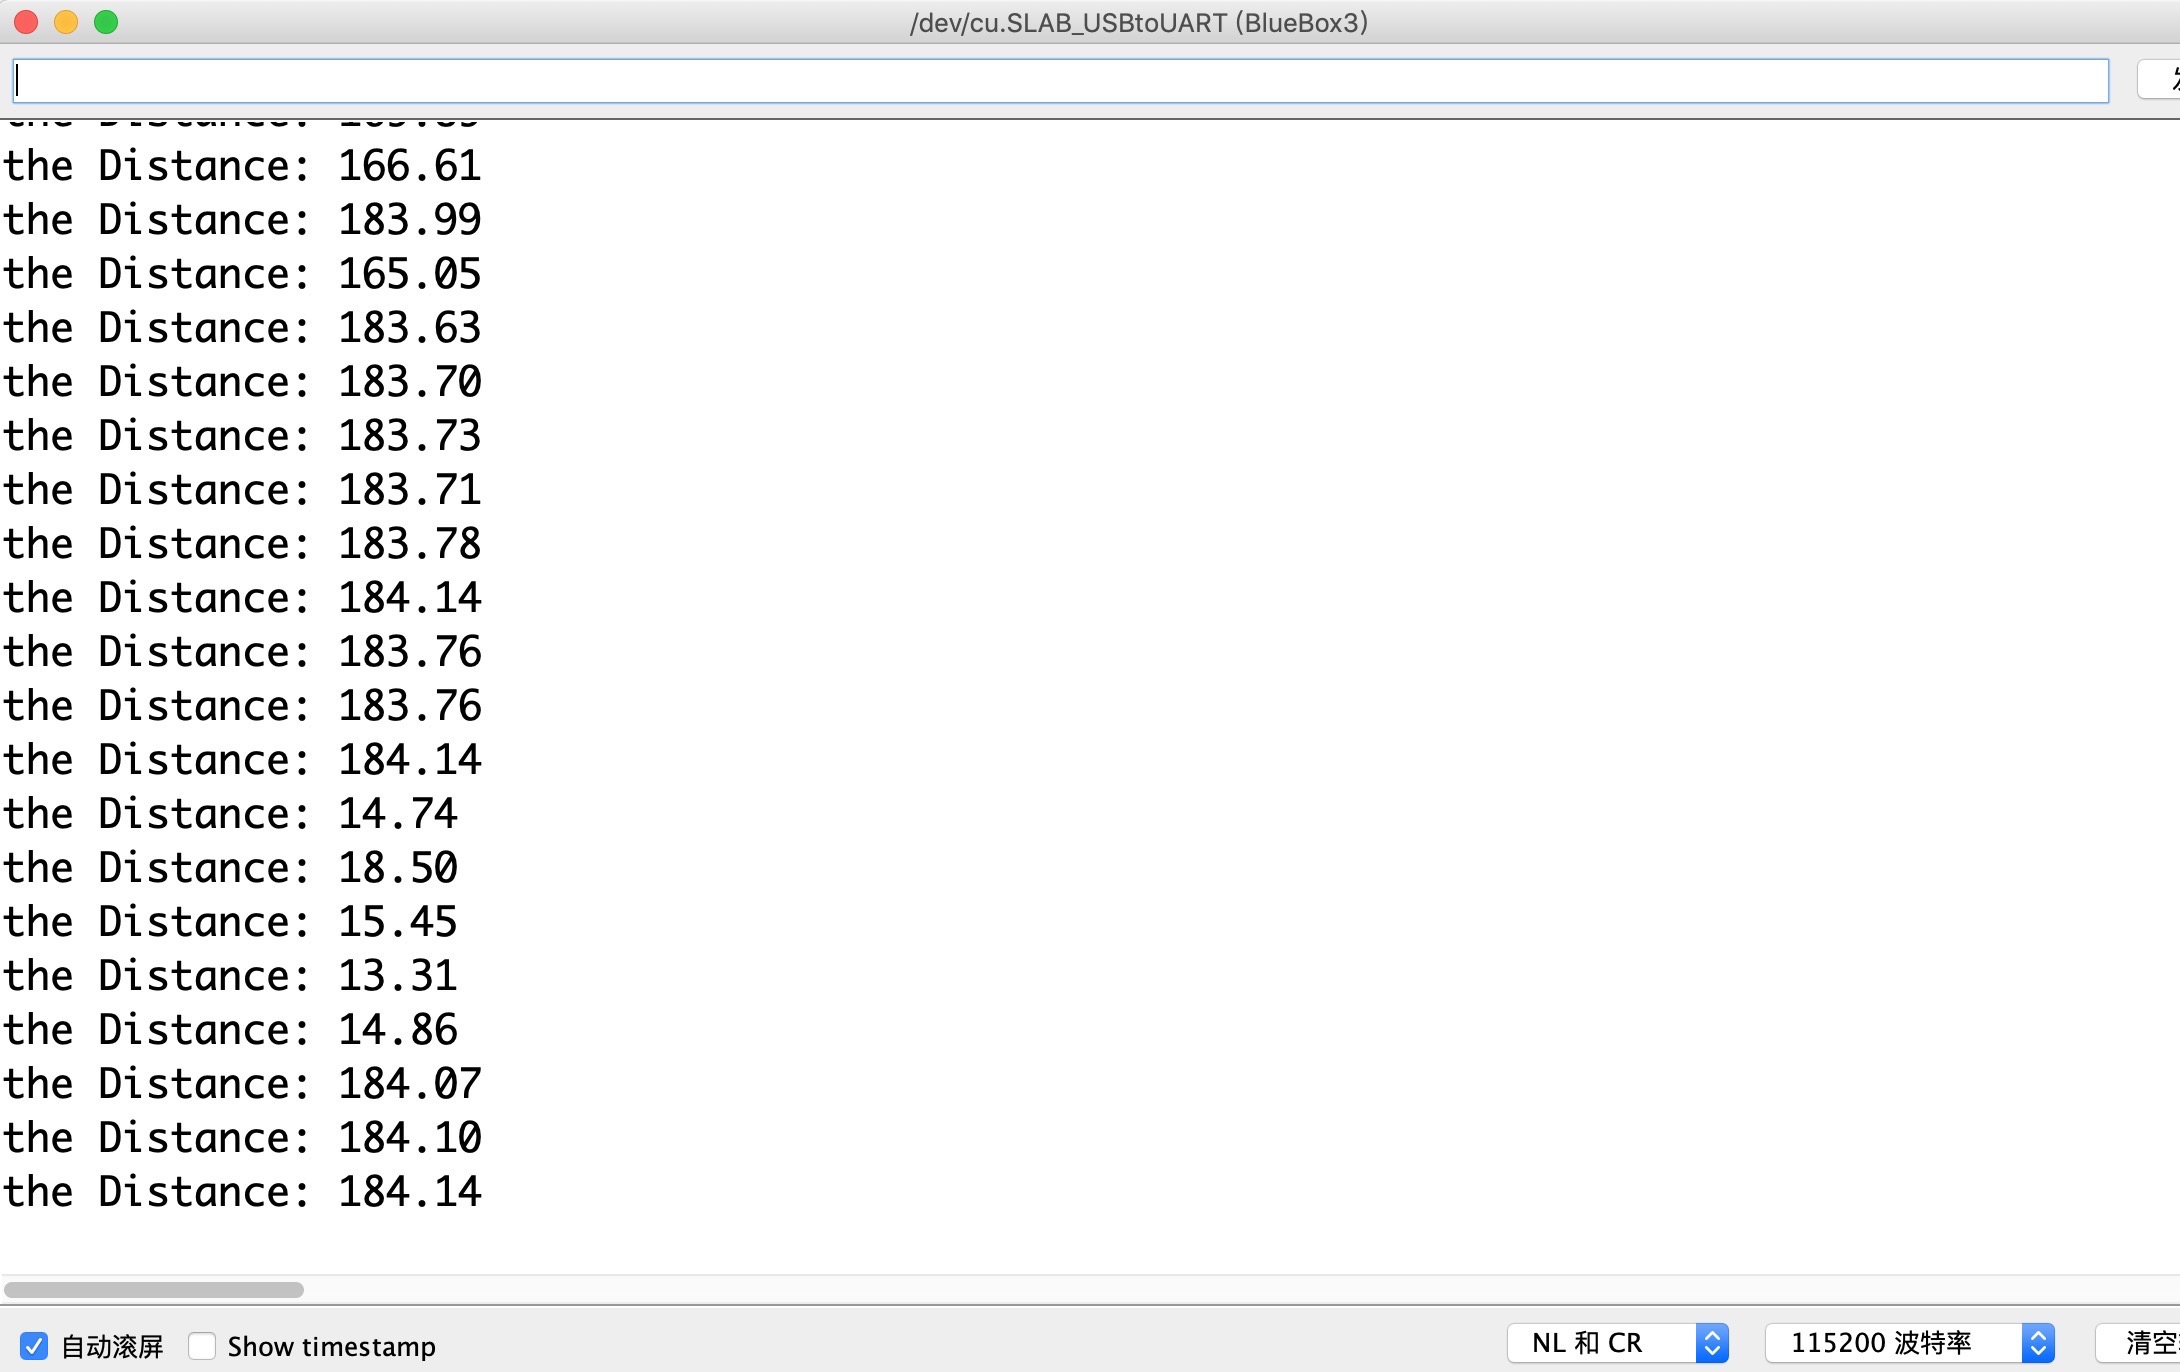 /dev/cu.SLAB_USBtoUART (BlueBox3)
the Distance:
the Distance: 166.61
the Distance: 183.99
the Distance: 165.05
the Distance: 183.63
the Distance: 183.70
the Distance: 183.73
the Distance: 183.71
the Distance: 183.78
the Distance: 184.14
the Distance: 183.76
the Distance: 183.76
the Distance: 184.14
the Distance: 14.74
the Distance: 18.50
the Distance: 15.45
the Distance: 13.31
the Distance: 14.86
the Distance: 184.07
the Distance: 184.10
the Distance: 184.14
自动滚屏 Show timestamp NL 和 CR 115200 波特率 清空